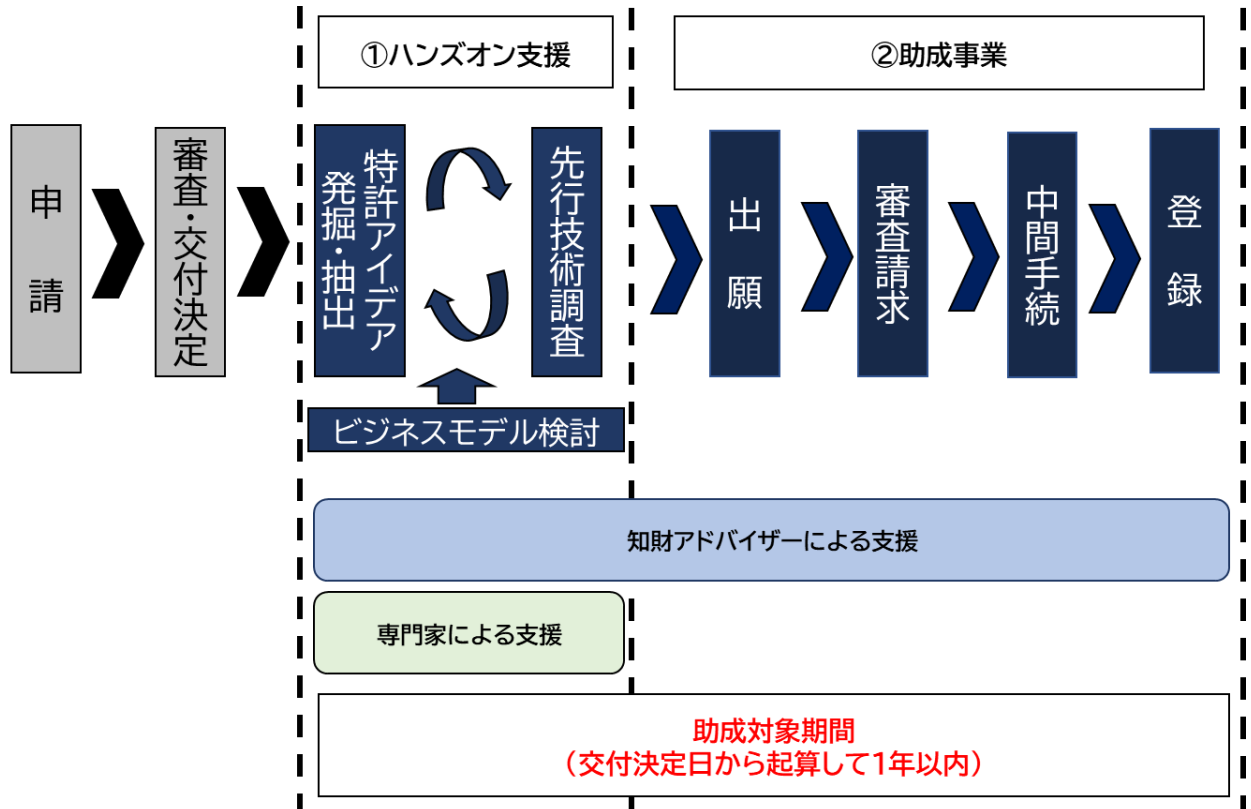 ①ハンズオン支援
②助成事業
申請
審査・交付決定
特許アイデア
発掘・抽出
先行技術調査
出願
審査請求
中間手続
登録
ビジネスモデル検討
知財アドバイザーによる支援
専門家による支援
助成対象期間
（交付決定日から起算して1年以内）